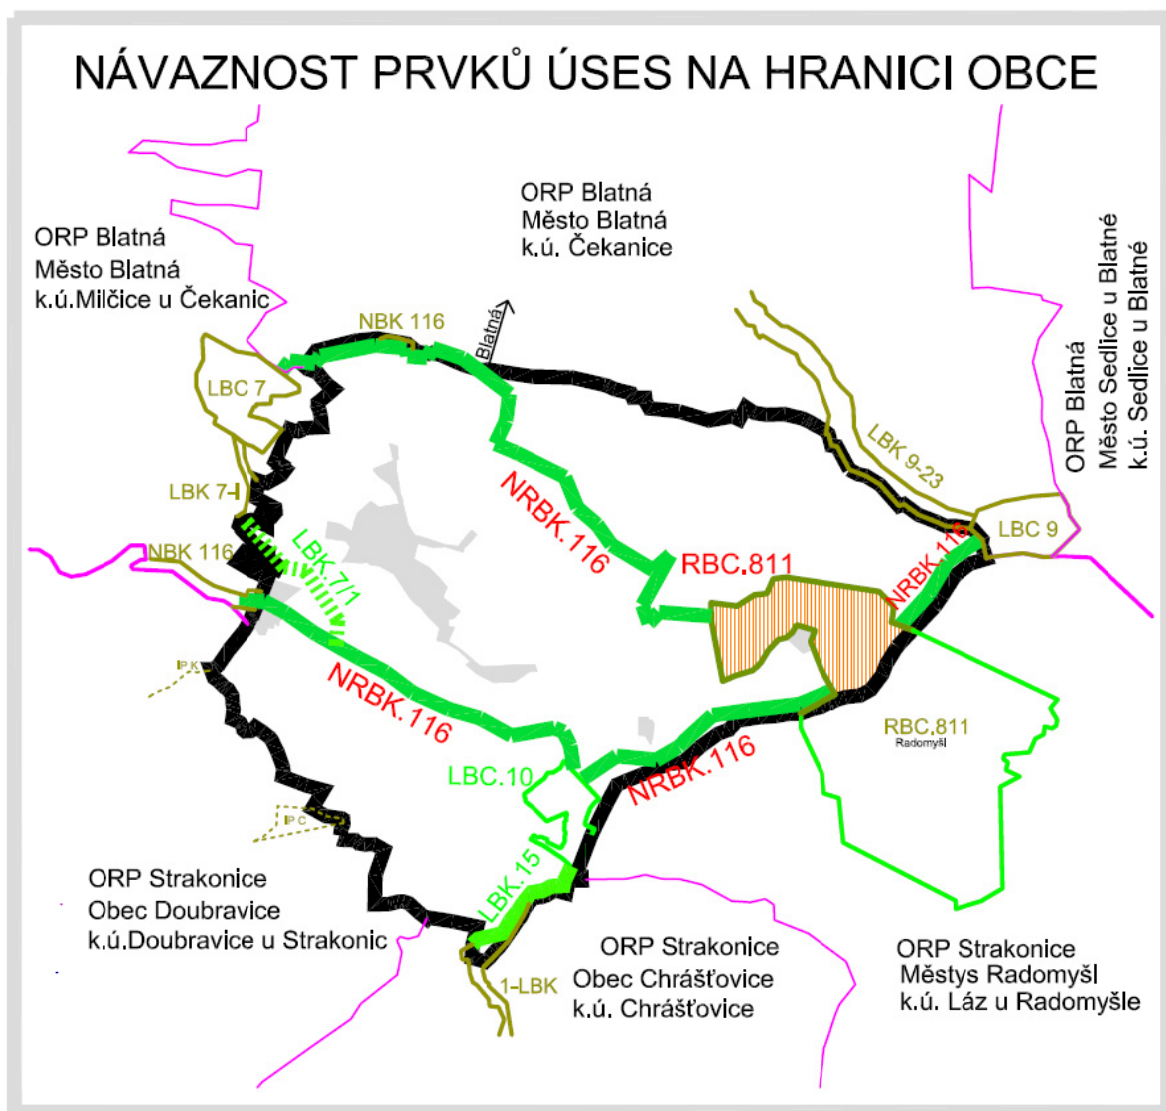 NÁVAZNOST PRVKŮ ÚSES NA HRANICI OBCE
ORP Blatná
Město Blatná
k.ú. Čekanice
ORP Blatná
Město Blatná
k.ú.Milčice u Čekanic
ORP Blatná
Město Sedlice u Blatné
k.ú. Sedlice u Blatné
NBK 116
Blatná
LBC 7
LBK 9-23
LBK 7-I
NRBK.116
LBC 9
NBK 116
LBK.7/1
RBC.811
NRBK.116
NRBK.116
IP K
RBC.811
Radomyšl
LBC.10
NRBK.116
IP C
LBK.15
ORP Strakonice
Obec Doubravice
k.ú.Doubravice u Strakonic
1-LBK
ORP Strakonice
Obec Chrášťovice
k.ú. Chrášťovice
ORP Strakonice
Městys Radomyšl
k.ú. Láz u Radomyšle